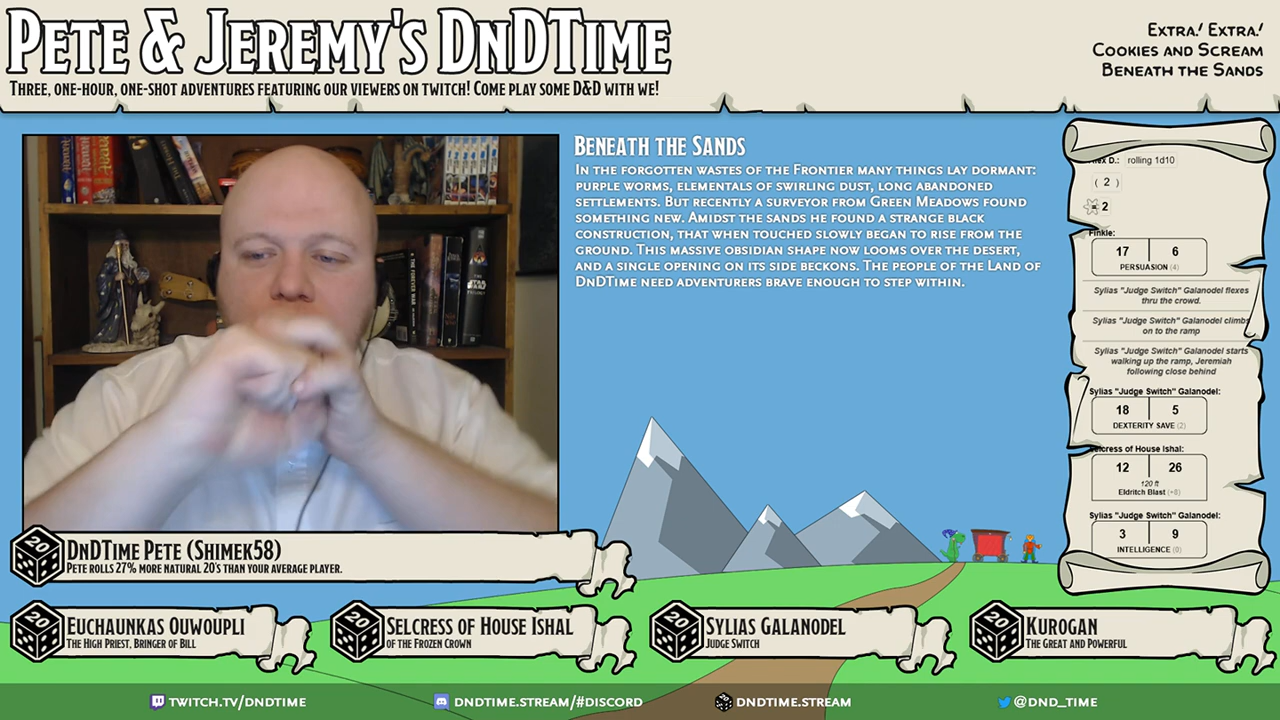 Pete & Jeremy's DnDTime
Three, one-hour, one-shot adventures featuring our viewers on Twitch! Come play some D&D with we!
Extra! Extra!
Cookies and Scream
Beneath the Sands
Beneath the Sands
In the forgotten wastes of the Frontier many things lay dormant:
purple worms, elementals of swirling dust, long abandoned
settlements. But recently a surveyor from Green Meadows found
something new. Amidst the sands he found a strange black
construction, that when touched slowly began to rise from the
ground. This massive obsidian shape now looms over the desert,
and a single opening on its side beckons. The people of the Land of
DnDTime need adventurers brave enough to step within.
D.: rolling 1d10
( 2 )
2
Finkle:
17 6
PERSUASION (4)
Sylias "Judge Switch" Galanodel flexes
thru the crowd.
Sylias "Judge Switch" Galanodel climbs
on to the ramp
Sylias "Judge Switch" Galanodel starts
walking up the ramp, Jeremiah
following close behind
Sylias "Judge Switch" Galanodel:
18 5
DEXTERITY SAVE (2)
Selcress of House Ishal:
12 26
120 ft
Eldritch Blast (+8)
Sylias "Judge Switch" Galanodel:
3 9
INTELLIGENCE (0)
THE FOREVER WAR
STAR WARS
20
DnDTime Pete (Shimek58)
Pete rolls 27% more natural 20's than your average player.
20
Euchaunkas Ouwoupli
The High Priest, Bringer of Bill
20
Selcress of House Ishal
of the Frozen Crown
20
Sylias Galanodel
Judge Switch
20
Kurogan
The Great and Powerful
twitch.tv/dndtime
dndtime.stream/#discord
dndtime.stream
@dnd_time